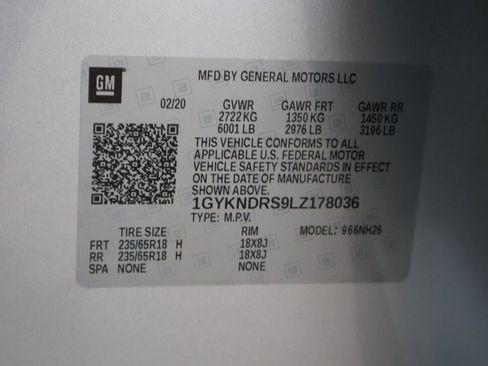 GM
MFD BY GENERAL MOTORS LLC
02/20 GVWR GAWR FRT GAWR RR
2722 KG 1350 KG 1450 KG
6001 LB 2976 LB 3196 LB
THIS VEHICLE CONFORMS TO ALL
APPLICABLE U.S. FEDERAL MOTOR
VEHICLE SAFETY STANDARDS IN EFFECT
ON THE DATE OF MANUFACTURE
SHOWN ABOVE.
1GYKNDRS9LZ178036
TYPE: M.P.V.
TIRE SIZE RIM MODEL: 966NH26
FRT 235/65R18 H 18X8J
RR 235/65R18 H 18X8J
SPA NONE NONE